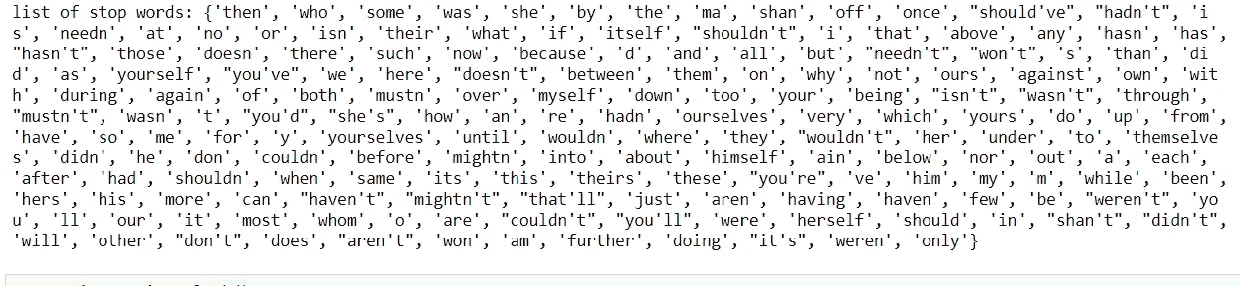 list of stop words: {'then', 'who', 'some', 'was', 'she', 'by', 'the', 'ma', 'shan', 'off', 'once', "should've", "hadn't", 'i
s', 'needn', 'at', 'no', 'or', 'isn', 'their', 'what', 'if', 'itself', "shouldn't", 'i', 'that', 'above', 'any', 'hasn', 'has',
"hasn't", 'those', 'doesn', 'there', 'such', 'now', 'because', 'd', 'and', 'all', 'but', "needn't", "won't", 's', 'than', 'di
d', 'as', 'yourself', "you've", 'we', 'here', "doesn't", 'between', 'them', 'on', 'why', 'not', 'ours', 'against', 'own', 'wit
h', 'during', 'again', 'of', 'both', 'mustn', 'over', 'myself', 'down', 'too', 'your', 'being', "isn't", "wasn't", 'through',
"mustn't", 'wasn', 't', "you'd", "she's", 'how', 'an', 're', 'hadn', 'ourselves', 'very', 'which', 'yours', 'do', 'up', 'from',
'have', 'so', 'me', 'for', 'y', 'yourselves', 'until', 'wouldn', 'where', 'they', "wouldn't", 'her', 'under', 'to', 'themselve
s', 'didn', 'he', 'don', 'couldn', 'before', 'mightn', 'into', 'about', 'himself', 'ain', 'below', 'nor', 'out', 'a', 'each',
'after', 'had', 'shouldn', 'when', 'same', 'its', 'this', 'theirs', 'these', "you're", 've', 'him', 'my', 'm', 'while', 'been',
'hers', 'his', 'more', 'can', "haven't", "mightn't", "that'll", 'just', 'aren', 'having', 'haven', 'few', 'be', "weren't", 'yo
u', 'll', 'our', 'it', 'most', 'whom', 'o', 'are', "couldn't", "you'll", 'were', 'herself', 'should', 'in', "shan't", "didn't",
'will', 'other', "don't", 'does', "aren't", 'won', 'am', 'further', 'doing', "it's", 'weren', 'only'}